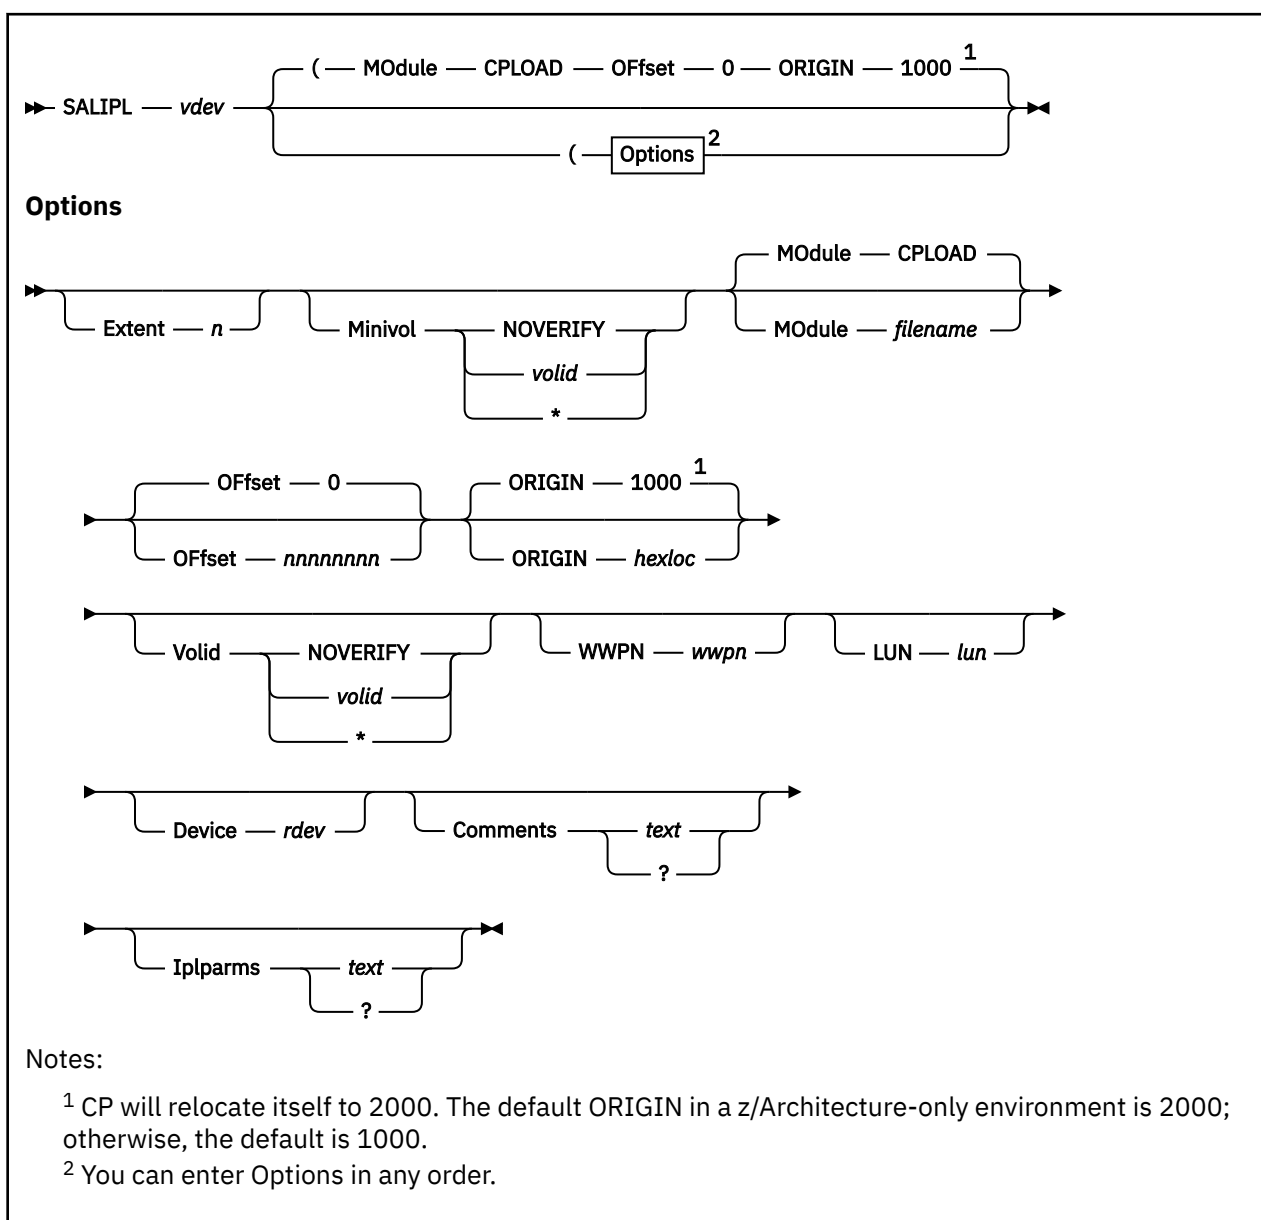 ( MOdule CPLOAD OFfset 0 ORIGIN 1000 1
SALIPL vdev
( Options 2
Options
MOdule CPLOAD
Extent n Minivol NOVERIFY MOdule filename
volid
*
OFfset 0 ORIGIN 1000 1
OFfset nnnnnnnn ORIGIN hexloc
Volid NOVERIFY WWPN wwpn LUN lun
volid
*
Device rdev Comments text
?
Iplparms text
?
Notes:
1 CP will relocate itself to 2000. The default ORIGIN in a z/Architecture-only environment is 2000;
otherwise, the default is 1000.
2 You can enter Options in any order.